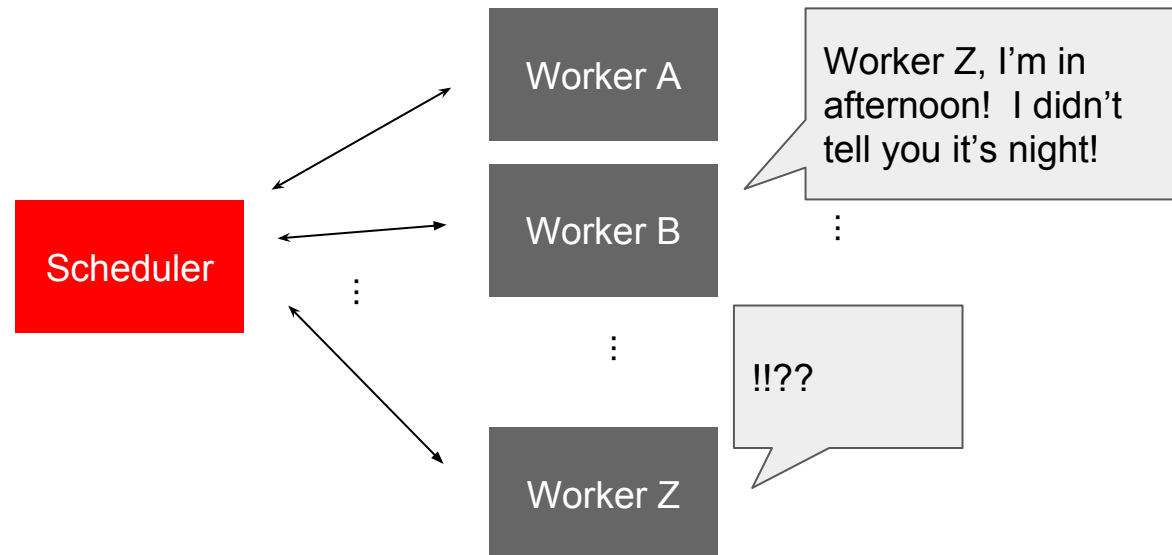 Worker A
Worker Z, I’m in
afternoon! I didn’t
tell you it’s night!
Scheduler
Worker B
⋮
⋮
⋮
!!??
Worker Z